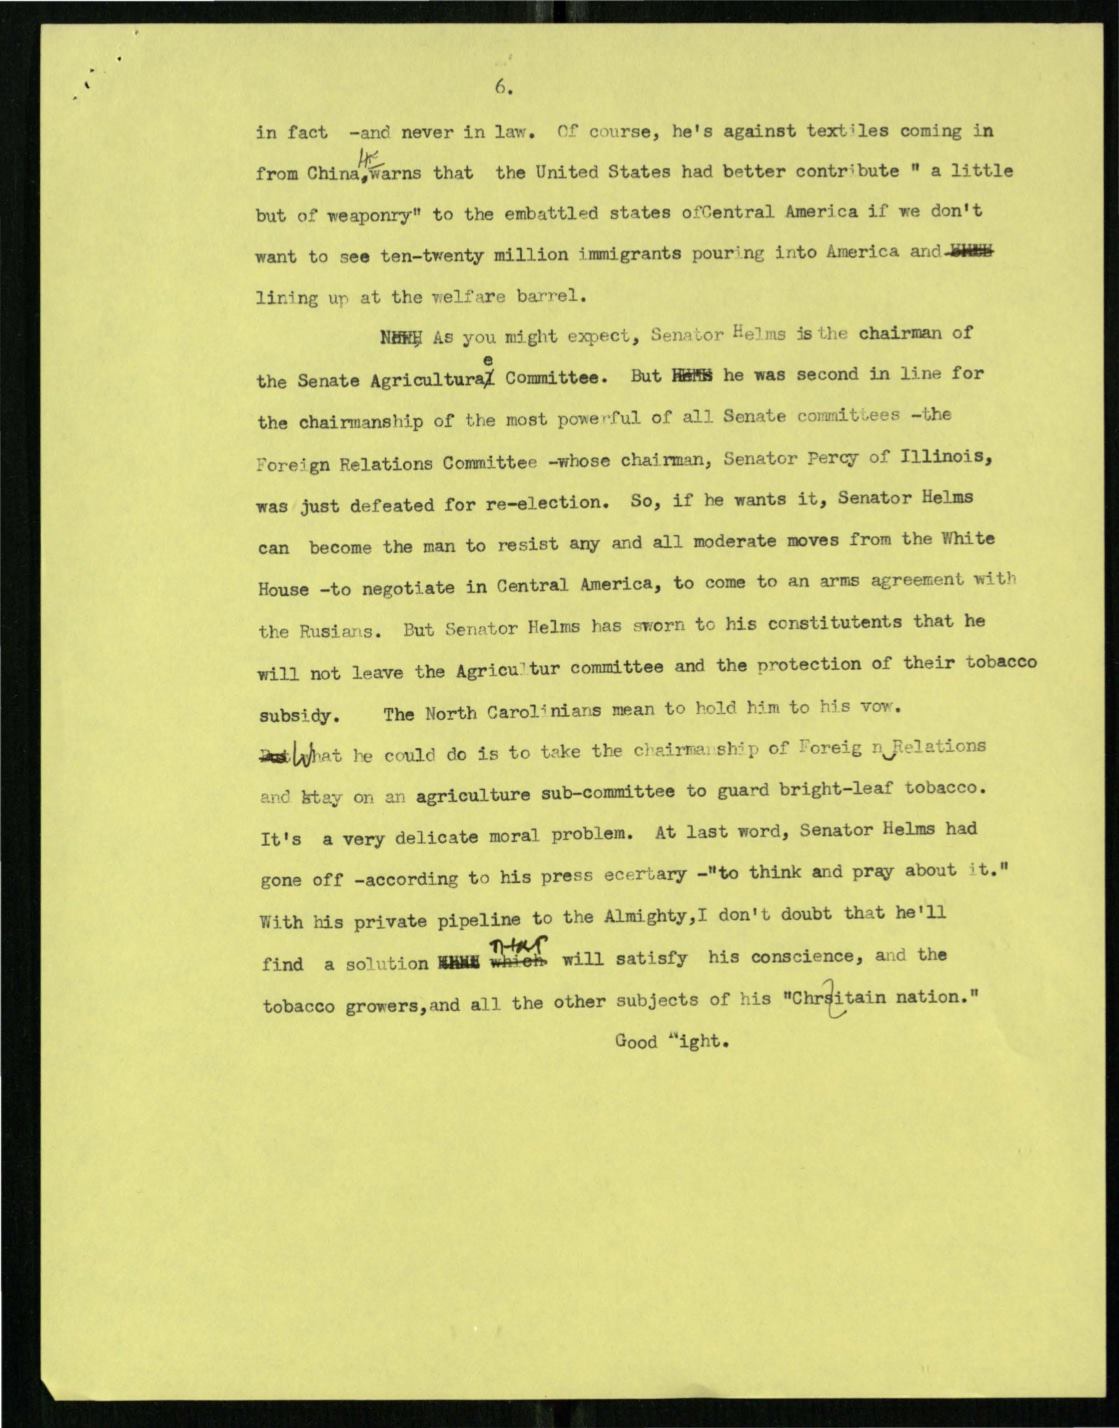 6.
in fact -and never in law. Of course, he's against textiles coming in
from China. He warns that the United States had better contribute " a little
but of weaponry" to the embattled states ofCentral America if we don't
want to see ten-twenty million immigrants pouring into America and
lining up at the welfare barrel.
As you might expect, Senator Helms is the chairman of
the Senate Agriculture Committee. But he was second in line for
the chairmanship of the most powerful of all Senate committees -the
Foreign Relations Committee -whose chairman, Senator Percy of Illinois,
was just defeated for re-election. So, if he wants it, Senator Helms
can become the man to resist any and all moderate moves from the White
House -to negotiate in Central America, to come to an arms agreement with
the Rusians. But Senator Helms has sworn to his constitutents that he
will not leave the Agricultur committee and the protection of their tobacco
subsidy. The North Carolinians mean to hold him to his vow.
What he could do is to take the chairmanship of Foreig n Relations
and stay on an agriculture sub-committee to guard bright-leaf tobacco.
It's a very delicate moral problem. At last word, Senator Helms had
gone off -according to his press ecertary -"to think and pray about it."
With his private pipeline to the Almighty,I don't doubt that he'll
find a solution that will satisfy his conscience, and the
tobacco growers,and all the other subjects of his "Chrsitain nation."
Good Night.